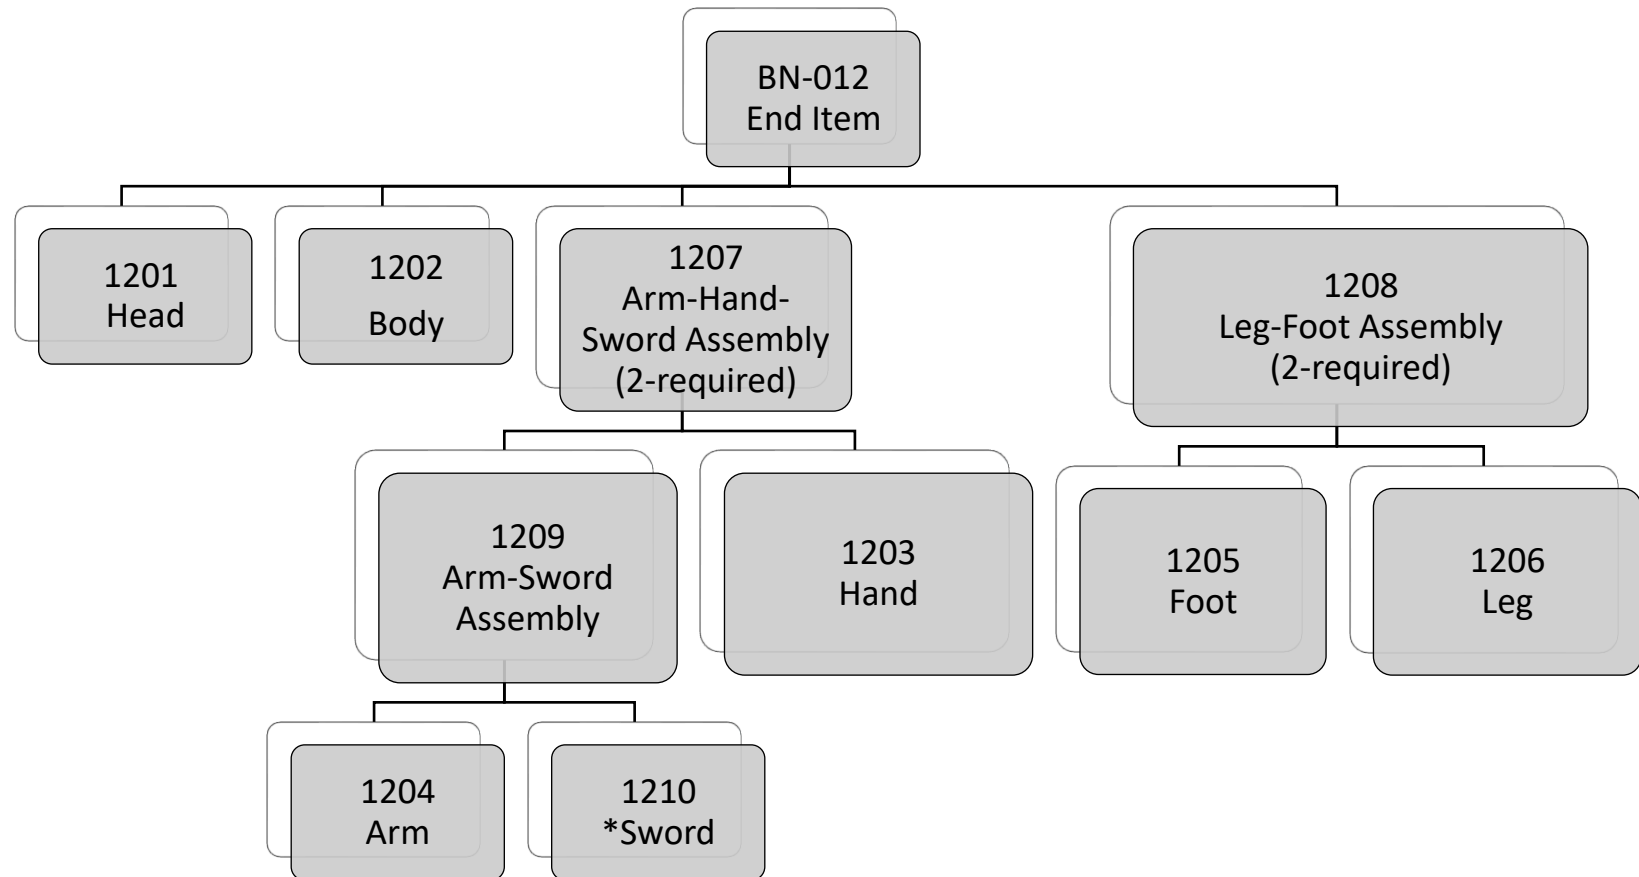 BN-012
End Item
1201
Head
1202
Body
1207
Arm-Hand-
Sword Assembly
(2-required)
1208
Leg-Foot Assembly
(2-required)
1209
Arm-Sword
Assembly
1203
Hand
1205
Foot
1206
Leg
1204
Arm
1210
*Sword